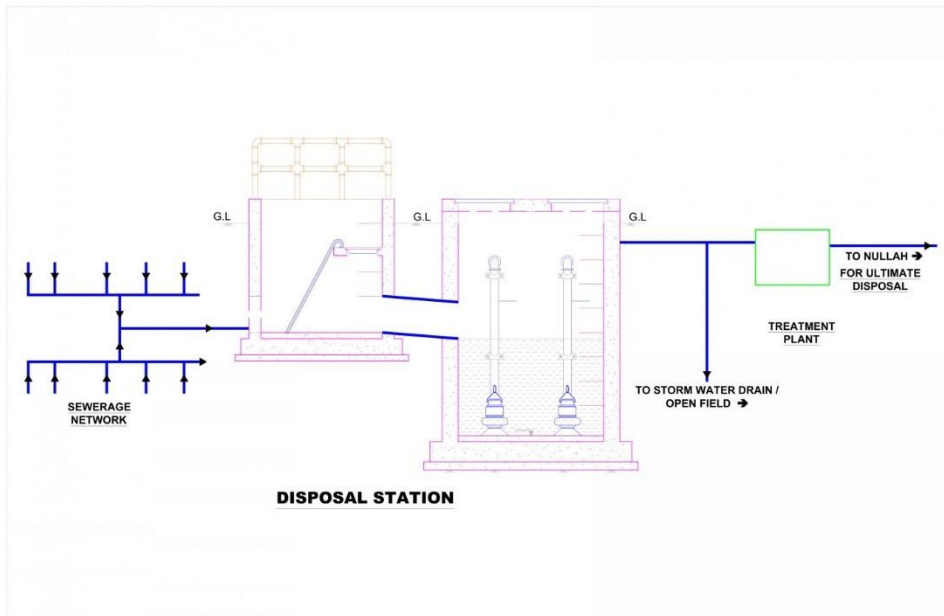 G.L
G.L
G.L
TO NULLAH →
FOR ULTIMATE
DISPOSAL
TREATMENT
PLANT
TO STORM WATER DRAIN /
OPEN FIELD →
SEWERAGE
NETWORK
DISPOSAL STATION